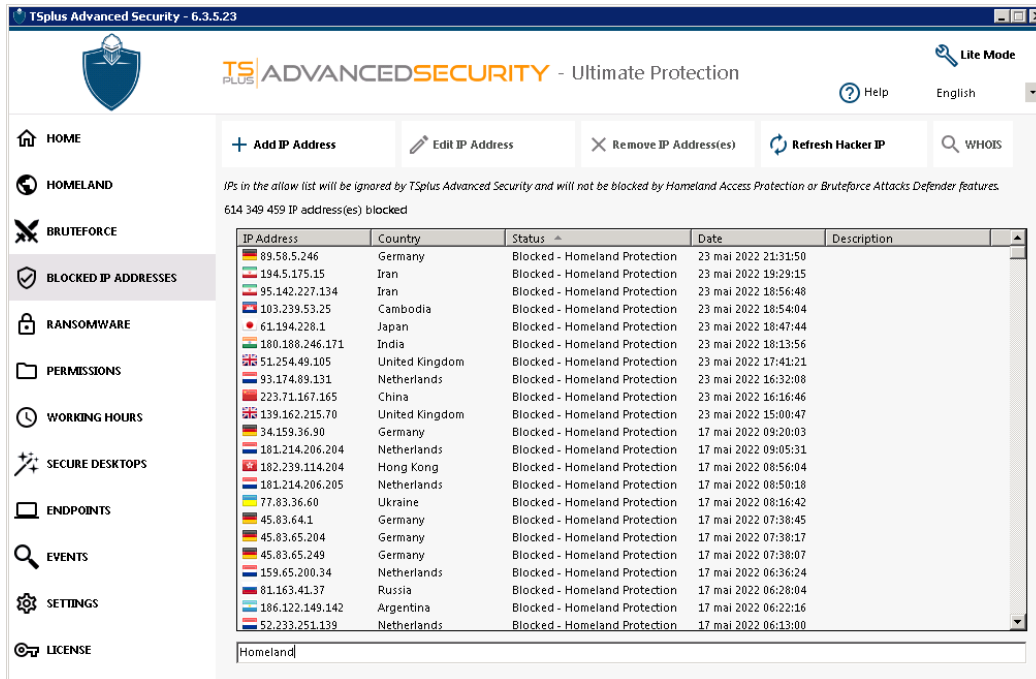 TSplus Advanced Security - 6.3.5.23
TS PLUS ADVANCEDSECURITY - Ultimate Protection
Lite Mode
Help
English
HOME
HOMELAND
BRUTEFORCE
BLOCKED IP ADDRESSES
RANSOMWARE
PERMISSIONS
WORKING HOURS
SECURE DESKTOPS
ENDPOINTS
EVENTS
SETTINGS
LICENSE
Add IP Address Edit IP Address Remove IP Address(es) Refresh Hacker IP WHOIS
IPs in the allow list will be ignored by TSplus Advanced Security and will not be blocked by Homeland Access Protection or Bruteforce Attacks Defender features.
614 349 459 IP address(es) blocked
IP Address Country Status Date Description
89.58.5.246 Germany Blocked - Homeland Protection 23 mai 2022 21:31:50
194.5.175.15 Iran Blocked - Homeland Protection 23 mai 2022 19:29:15
95.142.227.134 Iran Blocked - Homeland Protection 23 mai 2022 18:56:48
103.239.53.25 Cambodia Blocked - Homeland Protection 23 mai 2022 18:54:04
61.194.228.1 Japan Blocked - Homeland Protection 23 mai 2022 18:47:44
180.188.246.171 India Blocked - Homeland Protection 23 mai 2022 18:13:56
51.254.49.105 United Kingdom Blocked - Homeland Protection 23 mai 2022 17:41:21
93.174.89.131 Netherlands Blocked - Homeland Protection 23 mai 2022 16:32:08
223.71.167.165 China Blocked - Homeland Protection 23 mai 2022 16:16:46
139.162.215.70 United Kingdom Blocked - Homeland Protection 23 mai 2022 15:00:47
34.159.36.90 Germany Blocked - Homeland Protection 17 mai 2022 09:20:03
181.214.206.204 Netherlands Blocked - Homeland Protection 17 mai 2022 09:05:31
182.239.114.204 Hong Kong Blocked - Homeland Protection 17 mai 2022 08:56:04
181.214.206.205 Netherlands Blocked - Homeland Protection 17 mai 2022 08:50:18
77.83.36.60 Ukraine Blocked - Homeland Protection 17 mai 2022 08:16:42
45.83.64.1 Germany Blocked - Homeland Protection 17 mai 2022 07:38:45
45.83.65.204 Germany Blocked - Homeland Protection 17 mai 2022 07:38:17
45.83.65.249 Germany Blocked - Homeland Protection 17 mai 2022 07:38:07
159.65.200.34 Netherlands Blocked - Homeland Protection 17 mai 2022 06:36:24
81.163.41.37 Russia Blocked - Homeland Protection 17 mai 2022 06:28:04
186.122.149.142 Argentina Blocked - Homeland Protection 17 mai 2022 06:22:16
52.233.251.139 Netherlands Blocked - Homeland Protection 17 mai 2022 06:13:00
Homeland